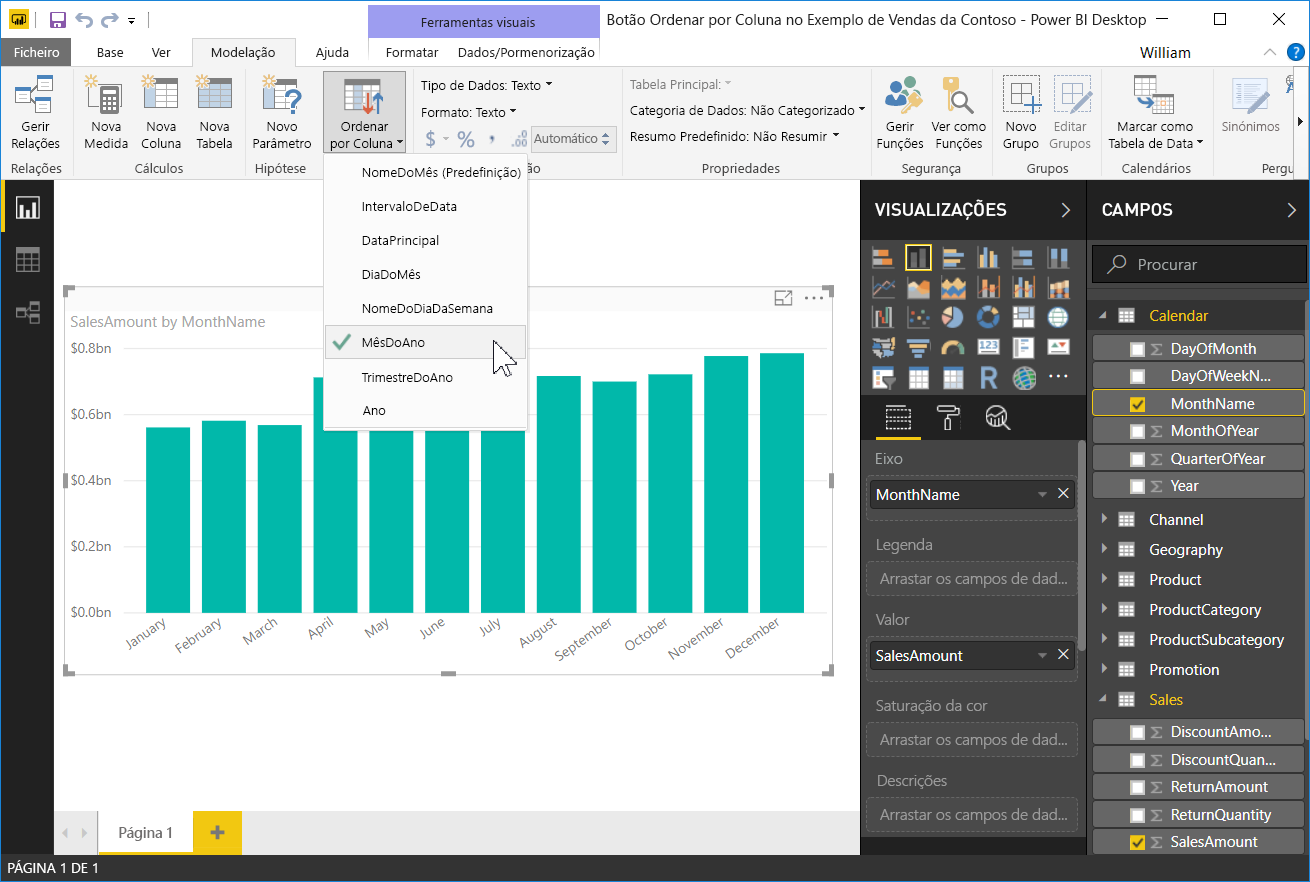 Ferramentas visuais
Botão Ordenar por Coluna no Exemplo de Vendas da Contoso - Power BI Desktop
Ficheiro
Base
Ver
Modelação
Ajuda
Formatar
Dados/Pormenorização
William
?
Gerir
Relações
Relações
Nova
Medida
Nova
Coluna
Nova
Tabela
Cálculos
Novo
Parâmetro
Hipótese
Ordenar
por Coluna
Tipo de Dados: Texto
Formato: Texto
$ % , .00 Automático
ão
Tabela Principal:
Categoria de Dados: Não Categorizado
Resumo Predefinido: Não Resumir
Propriedades
Gerir
Funções
Ver como
Funções
Segurança
Novo
Grupo
Editar
Grupos
Grupos
Marcar como
Tabela de Data
Calendários
Sinónimos
Pergu
NomeDoMês (Predefinição)
IntervaloDeData
DataPrincipal
DiaDoMês
NomeDoDiaDaSemana
MêsDoAno
TrimestreDoAno
Ano
SalesAmount by MonthName
$0.8bn
$0.6bn
$0.4bn
$0.2bn
$0.0bn
January
February
March
April
May
June
July
August
September
October
November
December
VISUALIZAÇÕES
123
R
Eixo
MonthName
Legenda
Arrastar os campos de dad...
Valor
SalesAmount
Saturação da cor
Arrastar os campos de dad...
Descrições
Arrastar os campos de dad...
CAMPOS
Procurar
Calendar
DayOfMonth
DayOfWeekN...
MonthName
MonthOfYear
QuarterOfYear
Year
Channel
Geography
Product
ProductCategory
ProductSubcategory
Promotion
Sales
DiscountAmo...
DiscountQuan...
ReturnAmount
ReturnQuantity
SalesAmount
Página 1
PÁGINA 1 DE 1